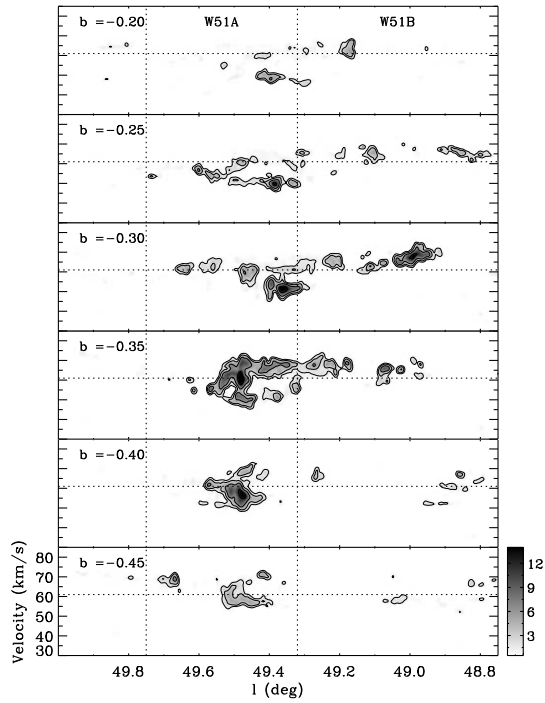 W51A W51B
b =−0.20
b =−0.25
b =−0.30
b =−0.35
b =−0.40
b =−0.45
Velocity (km/s)
80
70
60
50
40
30
12
9
6
3
49.8 49.6 49.4 49.2 49.0 48.8
l (deg)